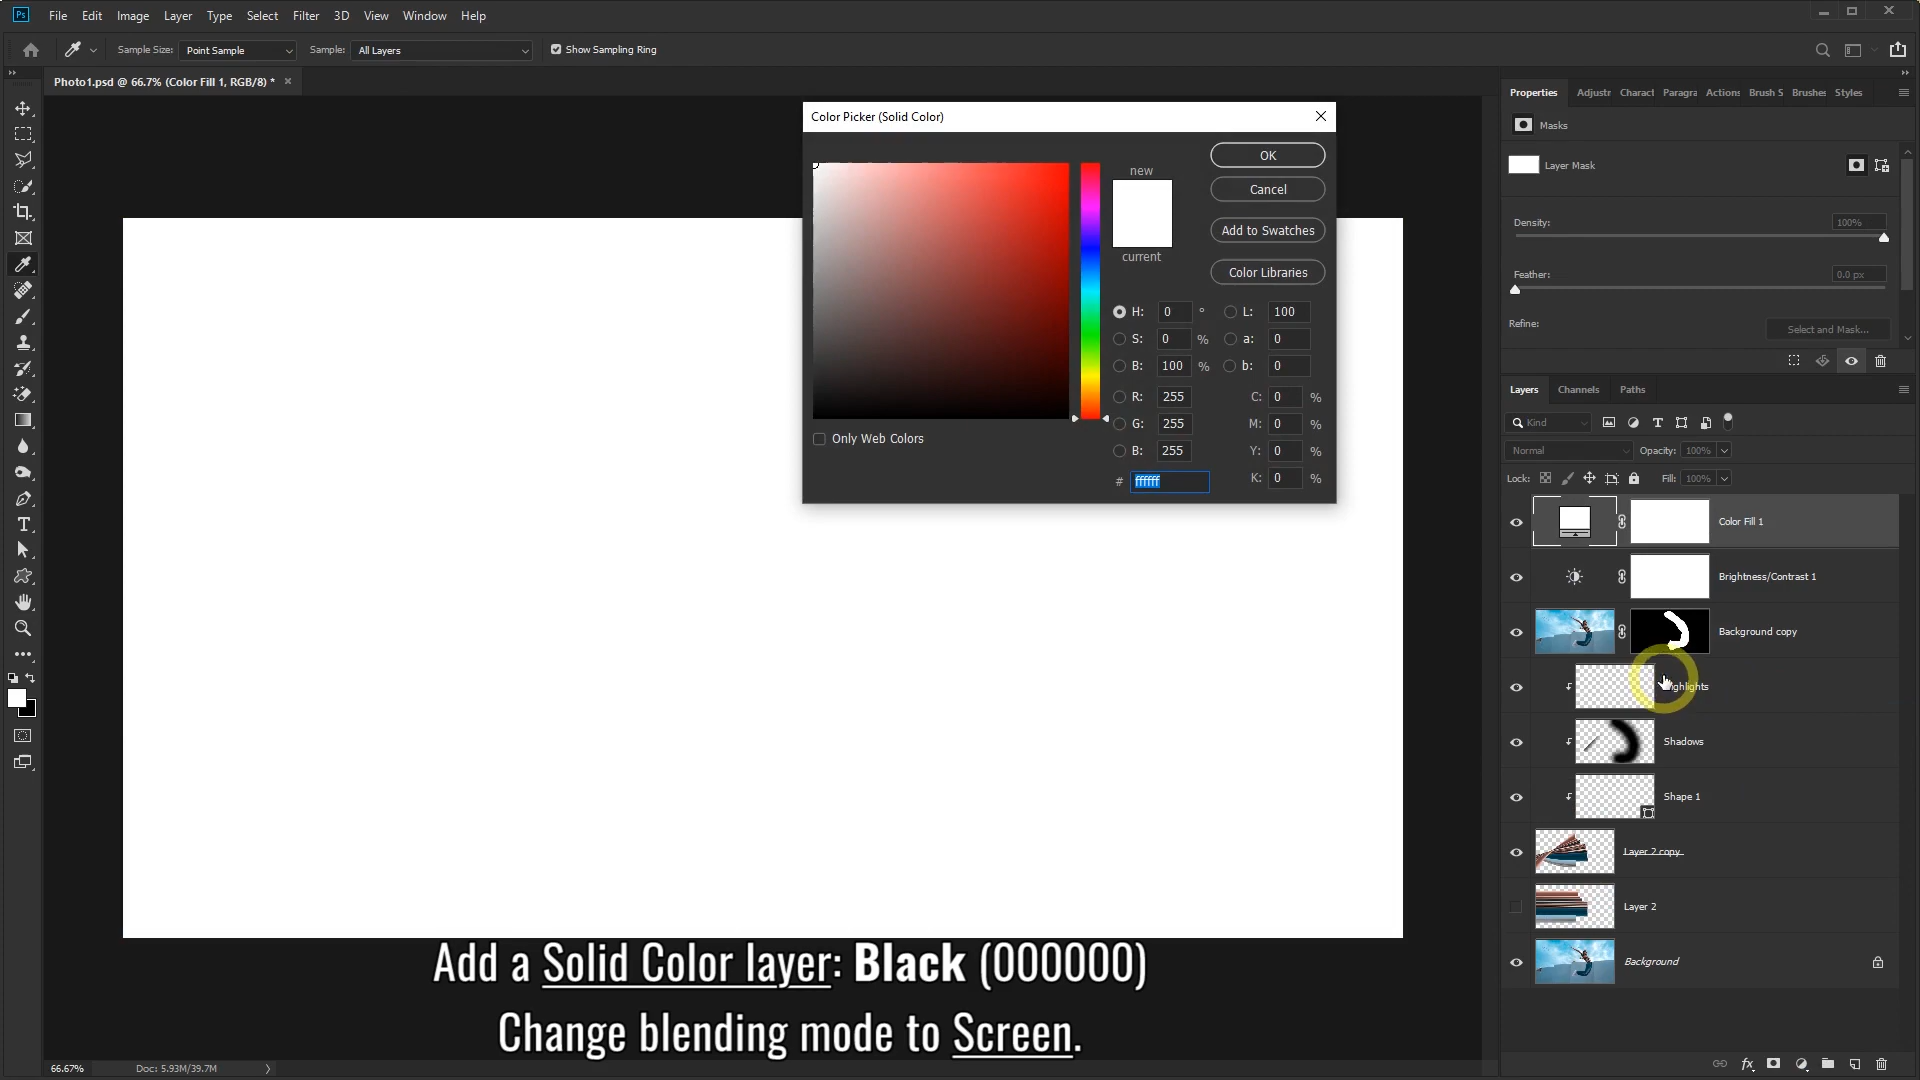 Ps File Edit Image Layer Type Select Filter 3D View Window Help
Sample Size: Point Sample Sample: All Layers Show Sampling Ring
Photo1.psd @ 66.7% (Color Fill 1, RGB/8) *
Color Picker (Solid Color)
new
OK
Cancel
Add to Swatches
current
Color Libraries
H: 0 ° L: 100
S: 0 % a: 0
B: 100 % b: 0
R: 255 C: 0 %
G: 255 M: 0 %
B: 255 Y: 0 %
# ffffff K: 0 %
Only Web Colors
Properties Adjustr Charact Paragra Actions Brush S Brushes Styles
Masks
Layer Mask
Density: 100%
Feather: 0.0 px
Refine: Select and Mask...
Layers Channels Paths
Kind
Normal Opacity: 100%
Lock: Fill: 100%
Color Fill 1
Brightness/Contrast 1
Background copy
Shadows
Shape 1
Layer 2 copy
Layer 2
Background
Add a Solid Color layer: Black (000000)
Change blending mode to Screen.
66.67% Doc: 5.93M/39.7M